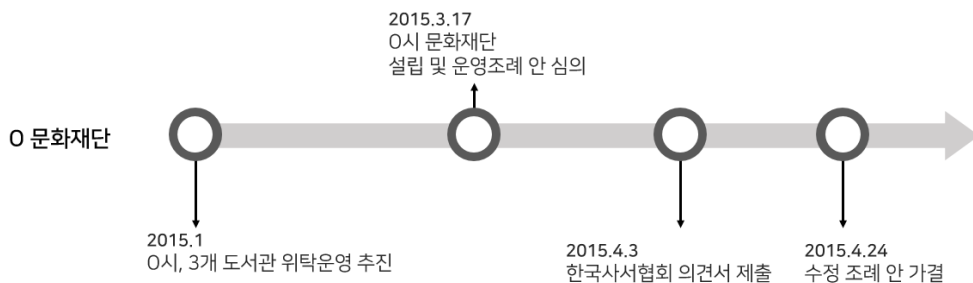 2015.3.17
O시 문화재단
설립 및 운영조례 안 심의
O 문화재단
2015.1
O시, 3개 도서관 위탁운영 추진
2015.4.3
한국사서협회 의견서 제출
2015.4.24
수정 조례 안 가결